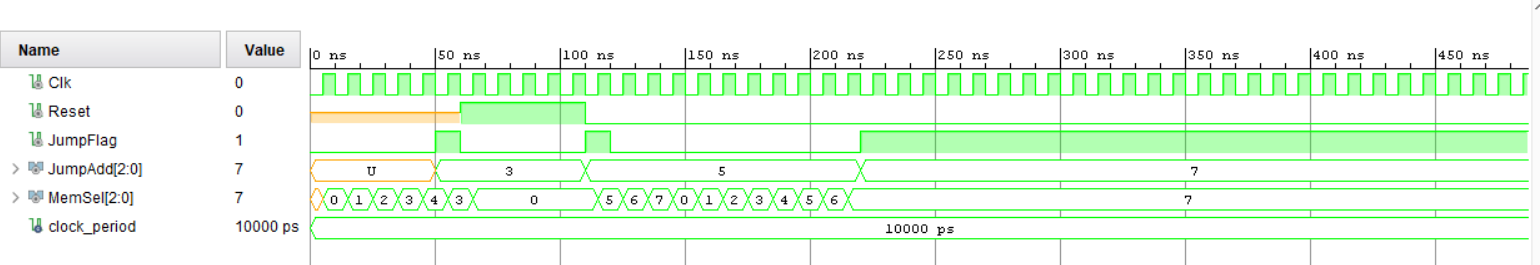 Name Value 0 ns 50 ns 100 ns 150 ns 200 ns 250 ns 300 ns 350 ns 400 ns 450 ns
Clk 0
Reset 0
JumpFlag 1
JumpAdd[2:0] 7 U 3 5 7
MemSel[2:0] 7 0 1 2 3 4 3 0 5 6 7 0 1 2 3 4 5 6 7
clock_period 10000 ps 10000 ps